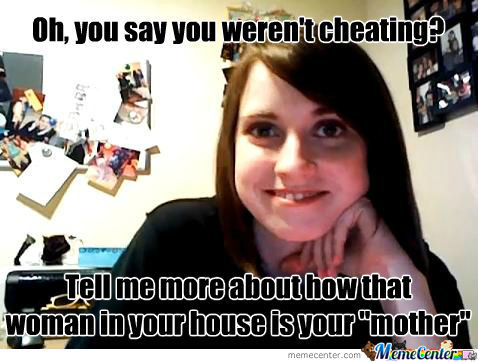 Oh, you say you weren't cheating?
Tell me more about how that
woman in your house is your "mother"
memecenter.com MemeCenter